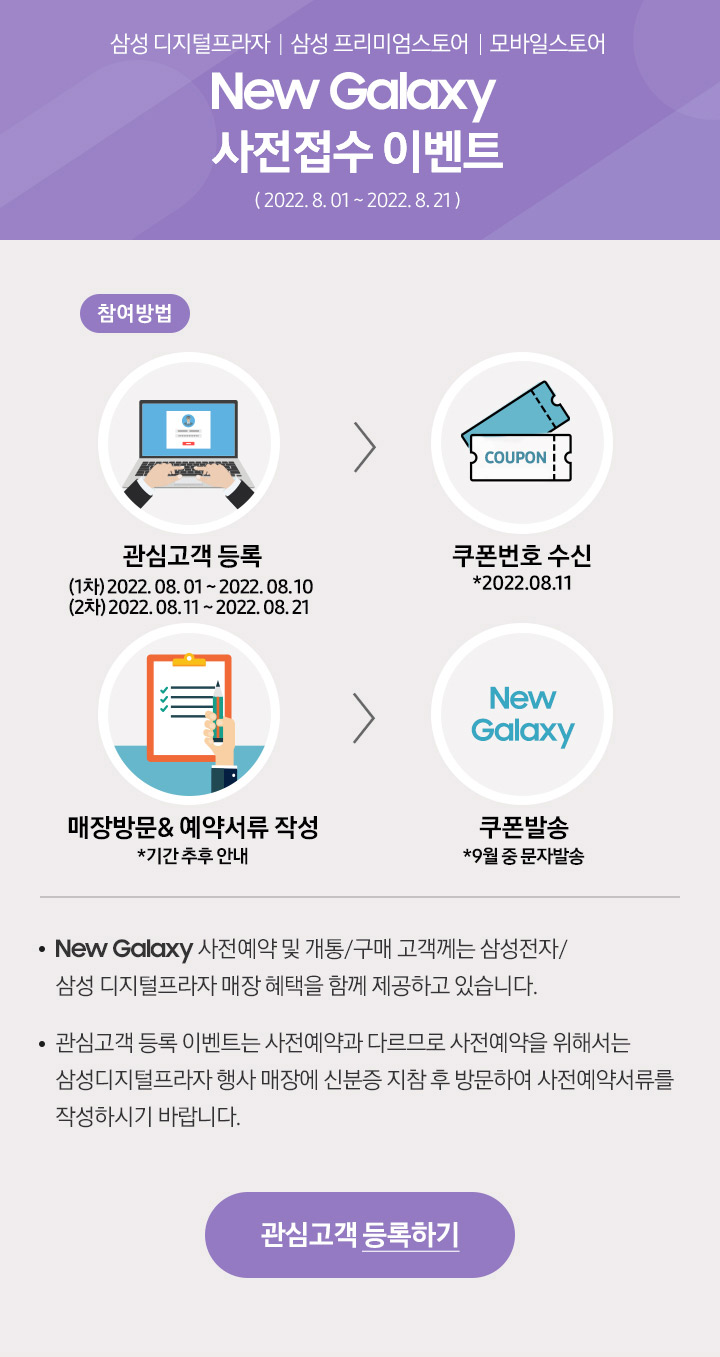 삼성 디지털프라자 | 삼성 프리미엄스토어 | 모바일스토어
New Galaxy
사전접수 이벤트
( 2022. 8. 01 ~ 2022. 8. 21 )
참여방법
COUPON
관심고객 등록
(1차) 2022. 08. 01 ~ 2022. 08.10
(2차) 2022. 08. 11 ~ 2022. 08. 21
쿠폰번호 수신
*2022.08.11
New
Galaxy
매장방문& 예약서류 작성
*기간 추후 안내
쿠폰발송
*9월 중 문자발송
• New Galaxy 사전예약 및 개통/구매 고객께는 삼성전자/
삼성 디지털프라자 매장 혜택을 함께 제공하고 있습니다.
• 관심고객 등록 이벤트는 사전예약과 다르므로 사전예약을 위해서는
삼성디지털프라자 행사 매장에 신분증 지참 후 방문하여 사전예약서류를
작성하시기 바랍니다.
관심고객 등록하기